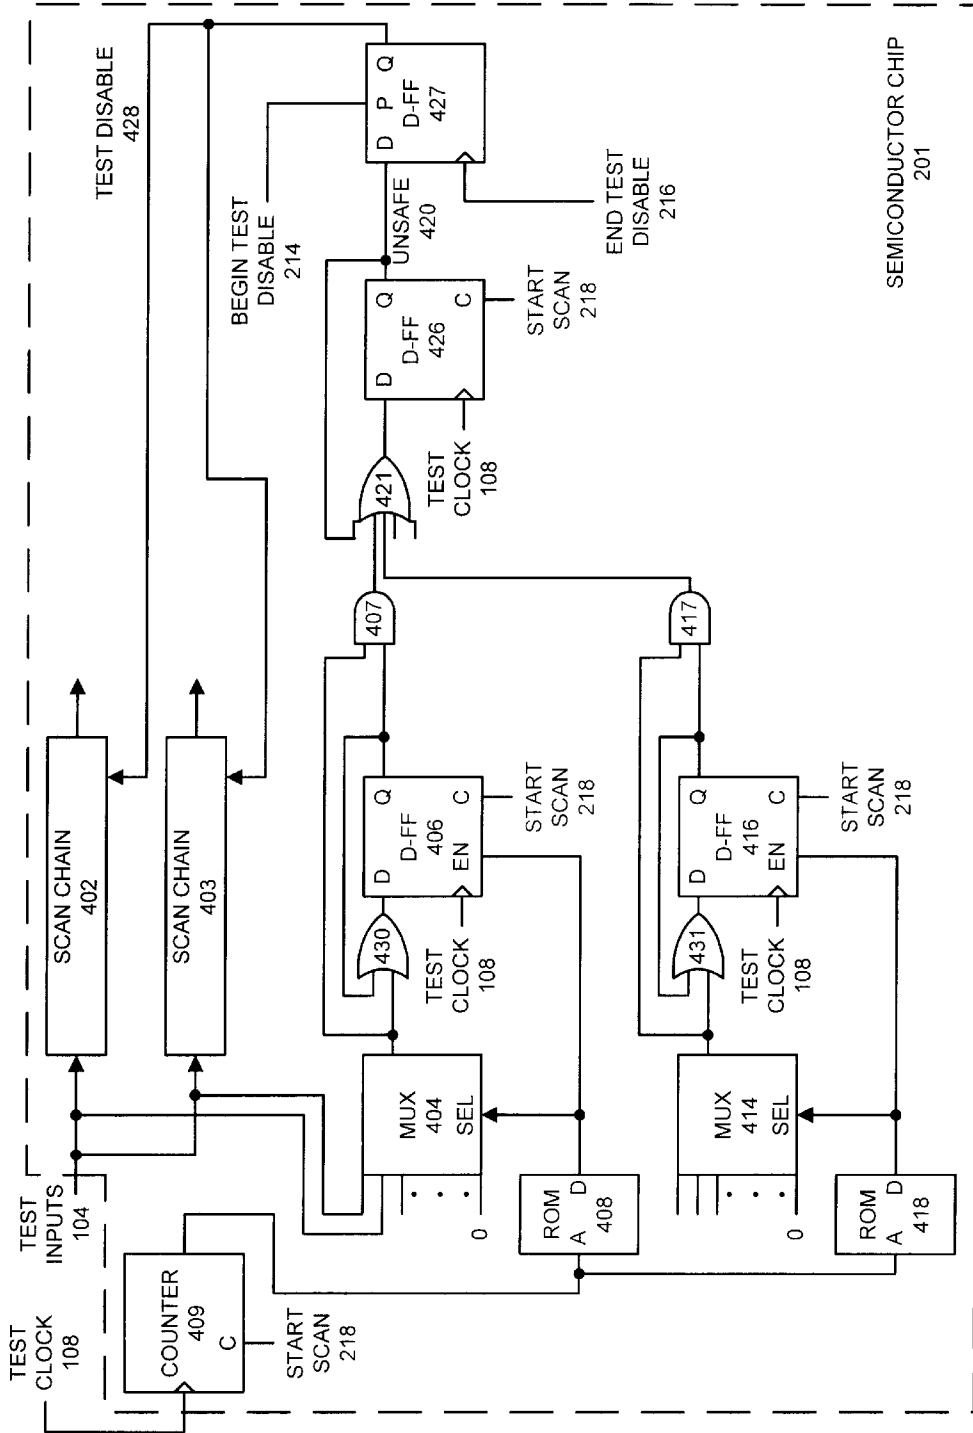 TEST
CLOCK
108
COUNTER
409
C
START
SCAN
218
TEST
INPUTS
104
SCAN CHAIN
402
SCAN CHAIN
403
TEST DISABLE
428
MUX
404
SEL
0
ROM
408
A
D
430
TEST
CLOCK
108
D
Q
D-FF
406
EN
C
START
SCAN
218
407
421
TEST
CLOCK
108
D
Q
D-FF
426
C
START
SCAN
218
UNSAFE
420
BEGIN TEST
DISABLE
214
D
P
Q
D-FF
427
END TEST
DISABLE
216
MUX
414
SEL
0
ROM
418
A
D
431
TEST
CLOCK
108
D
Q
D-FF
416
EN
C
START
SCAN
218
417
SEMICONDUCTOR CHIP
201